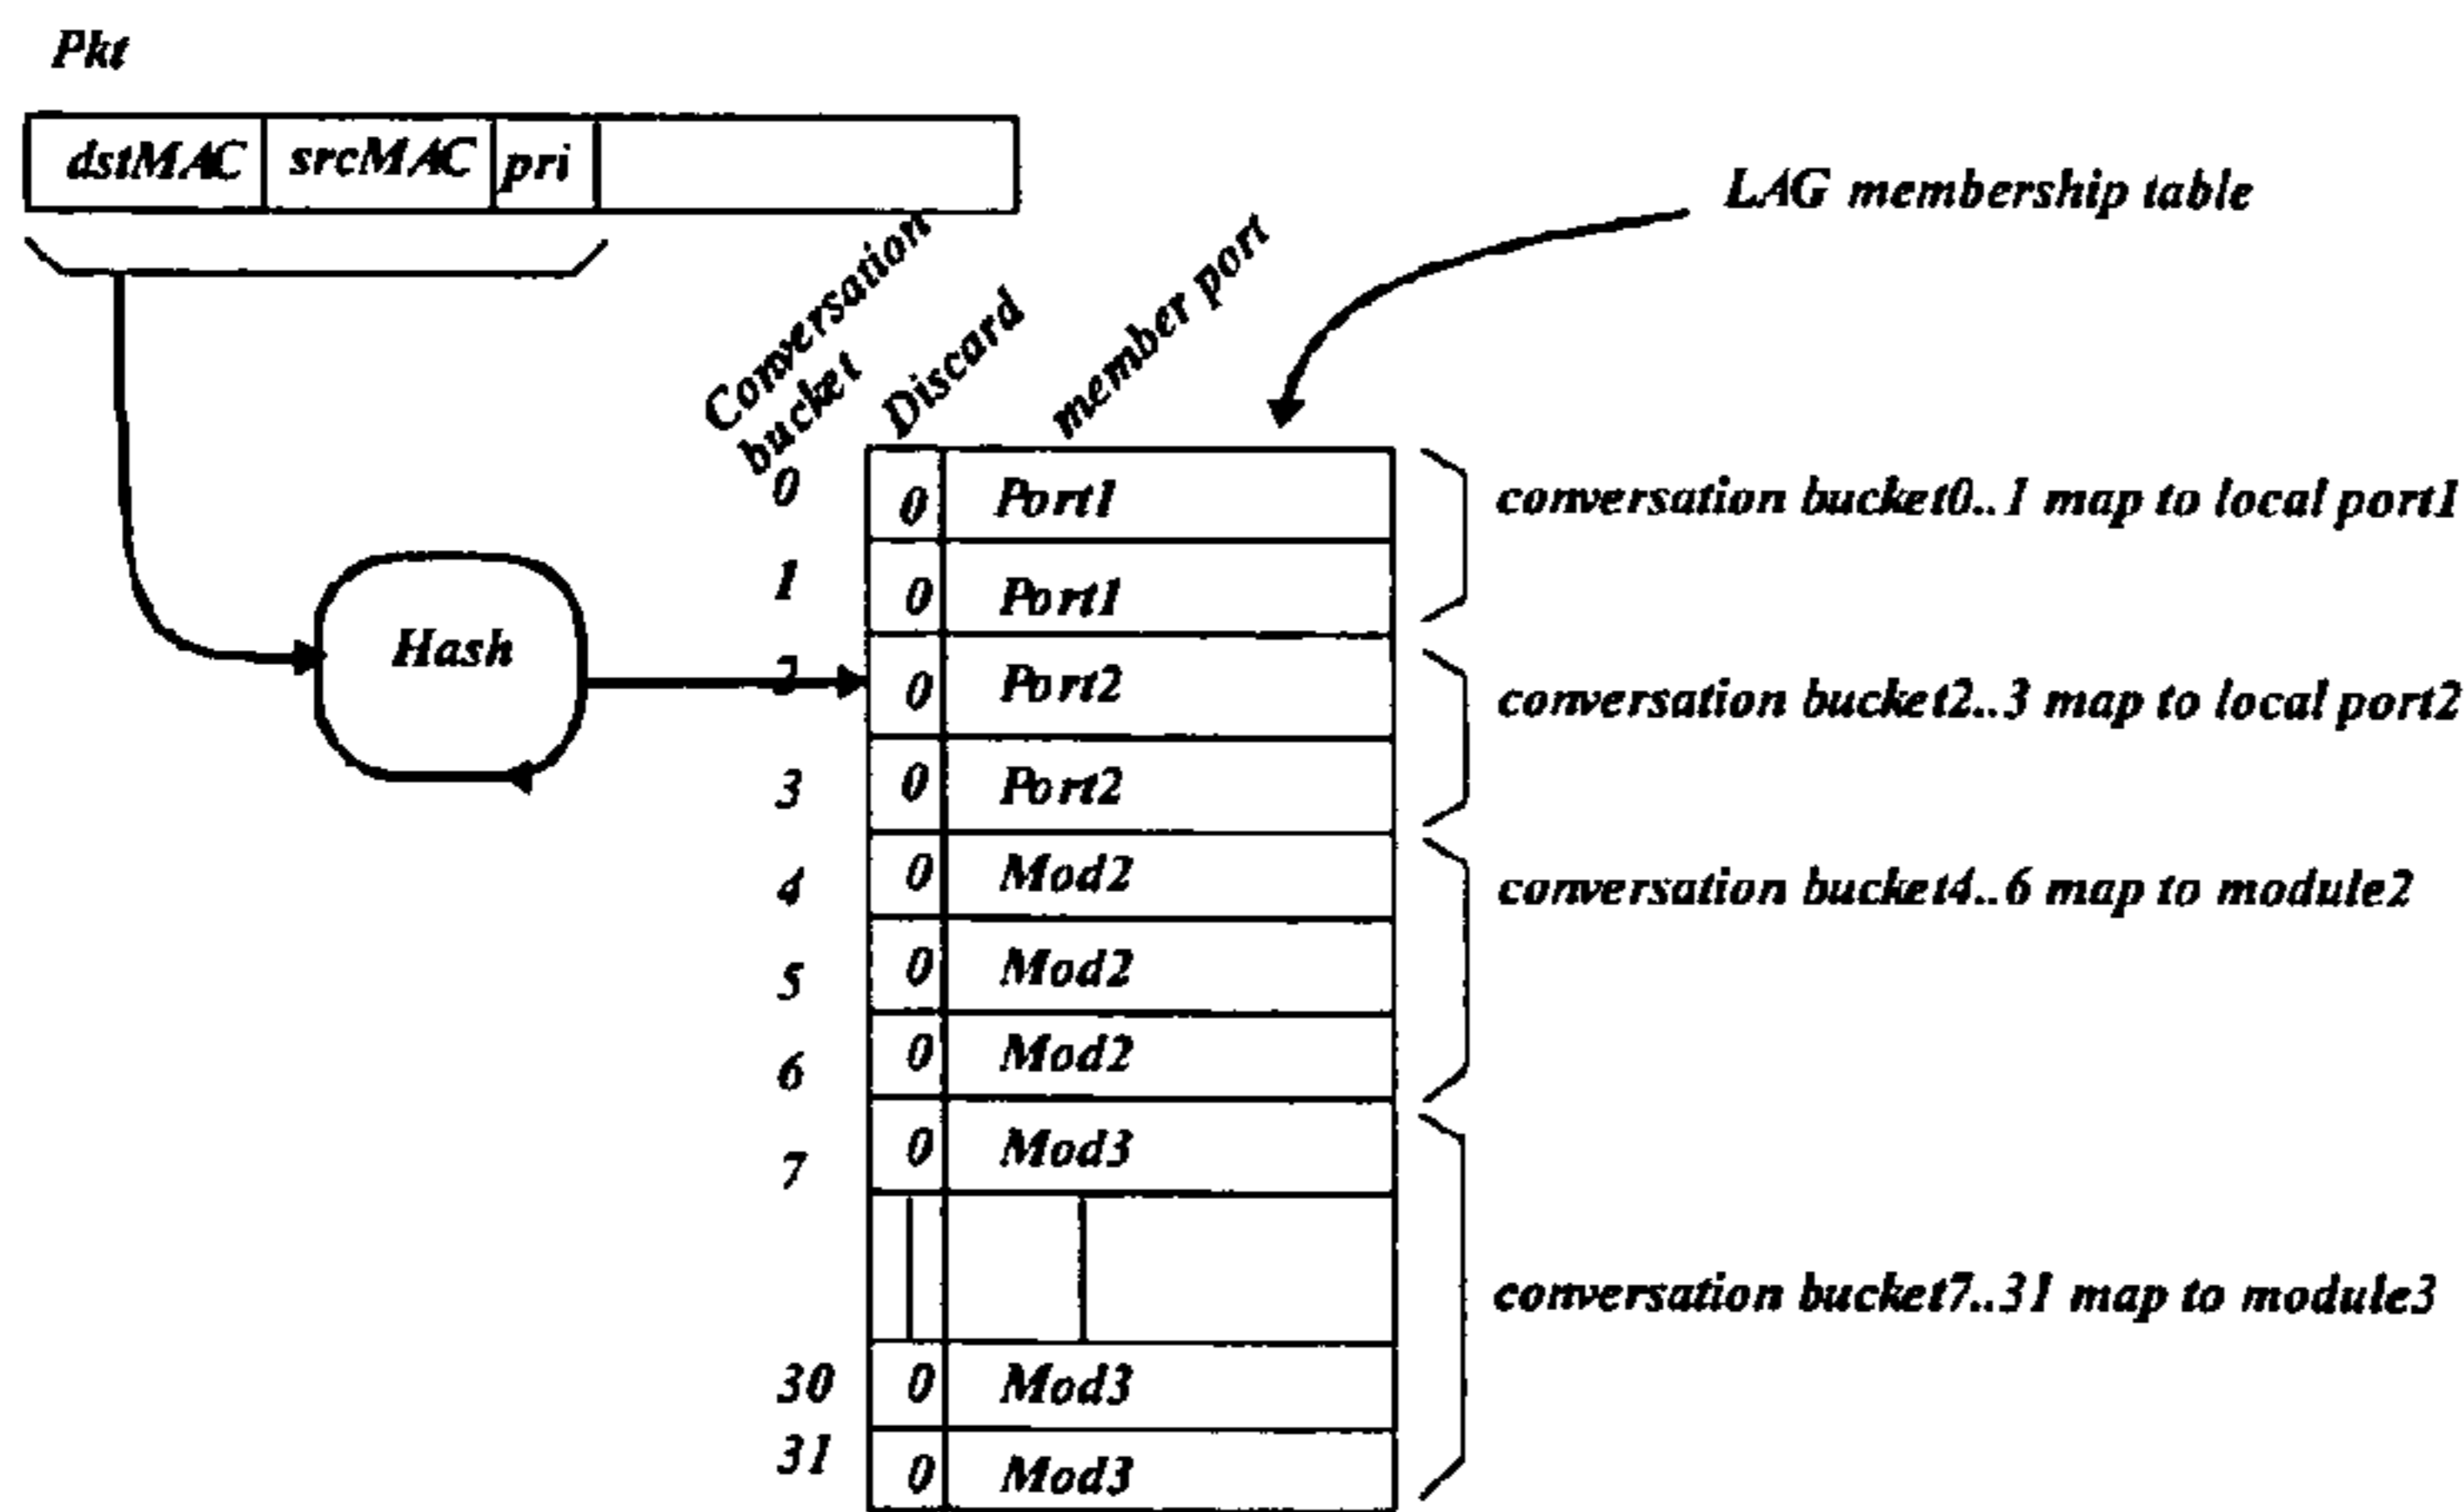 Pkt
dstMAC srcMAC pri
LAG membership table
Conversation
bucket
Discard
member port
0 0 Port1
conversation bucket0..1 map to local port1
1 0 Port1
2 0 Port2
conversation bucket2..3 map to local port2
Hash
3 0 Port2
4 0 Mod2
conversation bucket4..6 map to module2
5 0 Mod2
6 0 Mod2
7 0 Mod3
conversation bucket7..31 map to module3
30 0 Mod3
31 0 Mod3